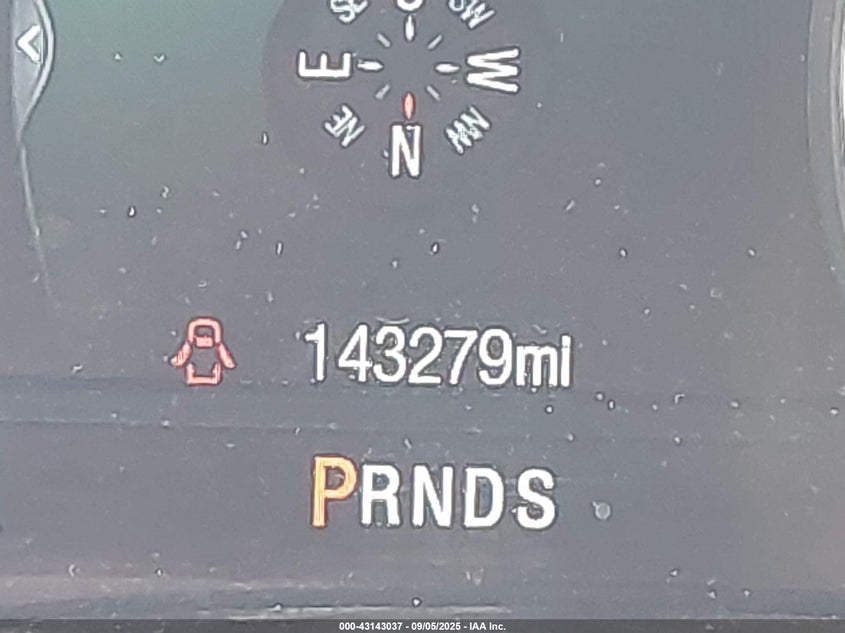 S
SE SW
E W
NE NW
N
143279mi
PRNDS
000-43143037 - 09/05/2025 - IAA Inc.